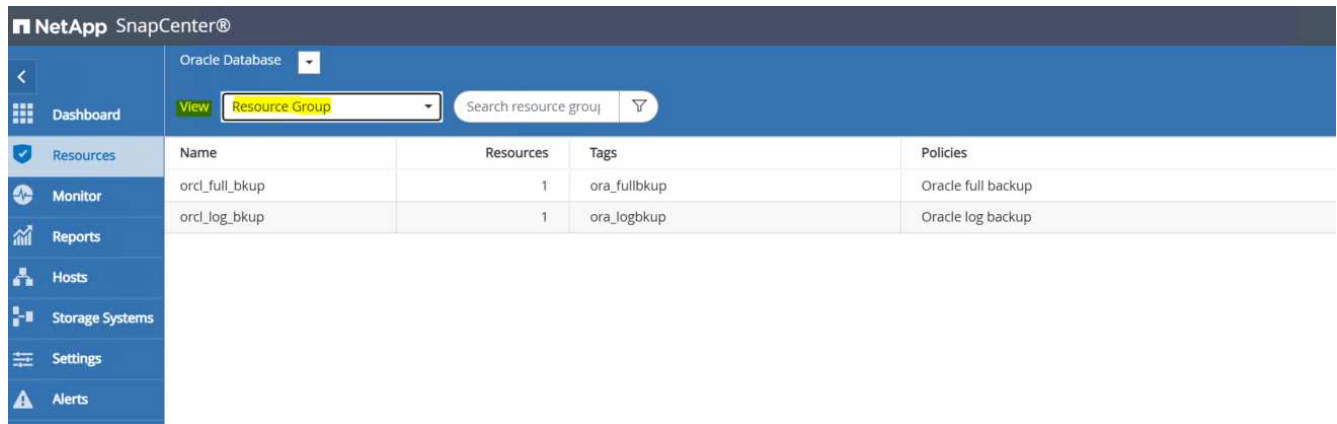 NetApp SnapCenter®
Oracle Database
View Resource Group Search resource grou
Dashboard
Resources
Monitor
Reports
Hosts
Storage Systems
Settings
Alerts
Name Resources Tags Policies
orcl_full_bkup 1 ora_fullbkup Oracle full backup
orcl_log_bkup 1 ora_logbkup Oracle log backup